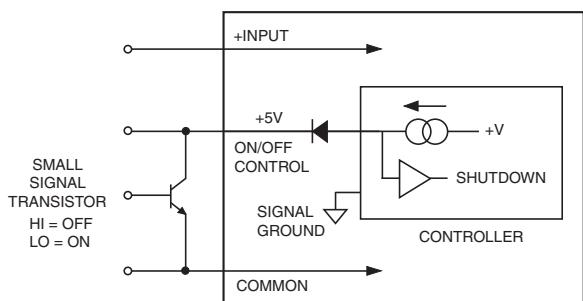 +INPUT
+5V
ON/OFF
CONTROL
+V
SHUTDOWN
SMALL
SIGNAL
TRANSISTOR
HI = OFF
LO = ON
SIGNAL
GROUND
CONTROLLER
COMMON